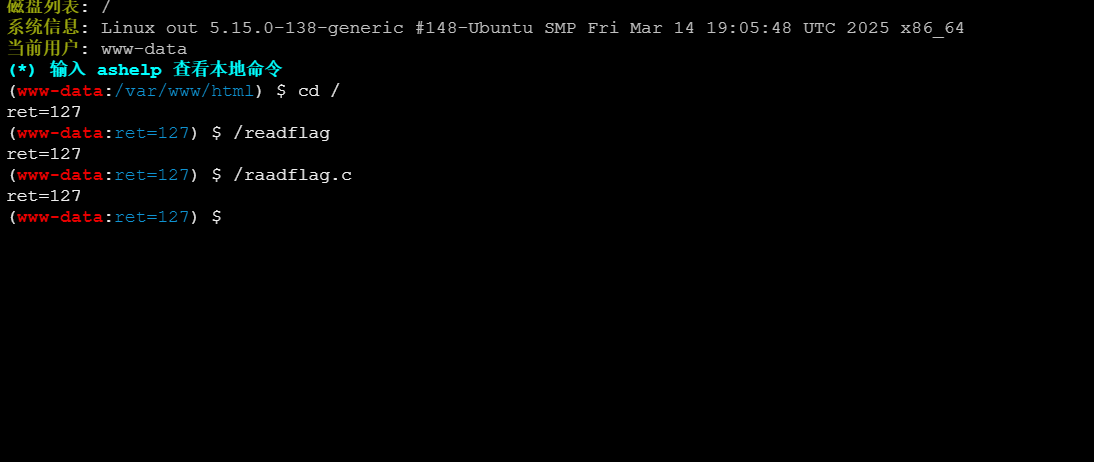 磁盘列表: /
系统信息: Linux out 5.15.0-138-generic #148-Ubuntu SMP Fri Mar 14 19:05:48 UTC 2025 x86_64
当前用户: www-data
(*) 输入 ashelp 查看本地命令
(www-data:/var/www/html) $ cd /
ret=127
(www-data:ret=127) $ /readflag
ret=127
(www-data:ret=127) $ /raadflag.c
ret=127
(www-data:ret=127) $